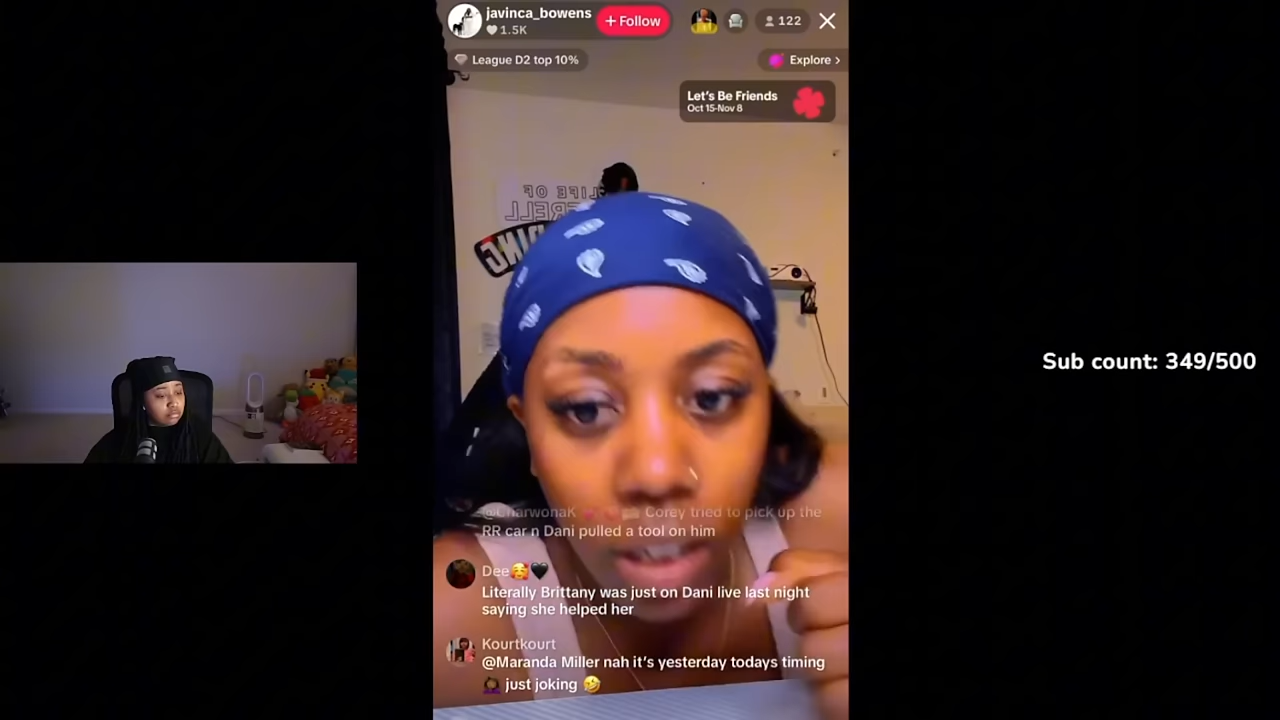 javinca_bowens
1.5K
+ Follow
122
League D2 top 10%
Explore >
Let's Be Friends
Oct 15-Nov 8
LIFE OF
@CharwonaK Corey tried to pick up the
RR car n Dani pulled a tool on him
Dee🥰🖤
Literally Brittany was just on Dani live last night
saying she helped her
Kourtkourt
@Maranda Miller nah it's yesterday todays timing
🤦🏾‍♀️ just joking 🤣
Sub count: 349/500